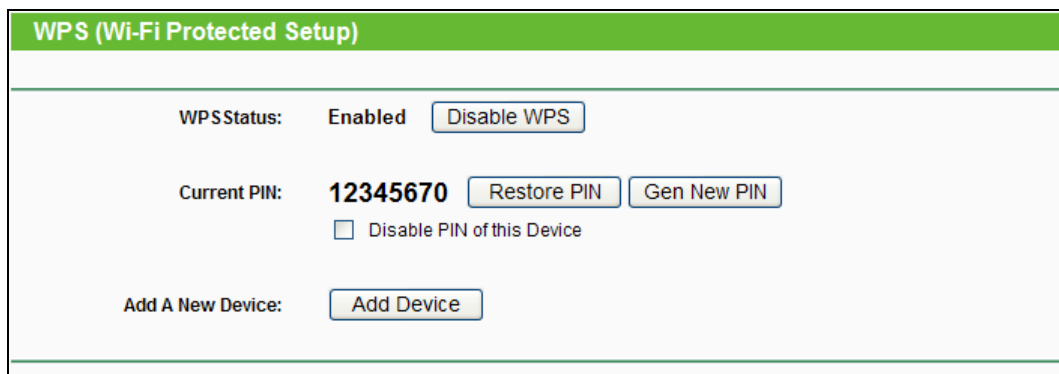 WPS (Wi-Fi Protected Setup)
WPS Status: Enabled Disable WPS
Current PIN: 12345670 Restore PIN Gen New PIN
Disable PIN of this Device
Add A New Device: Add Device